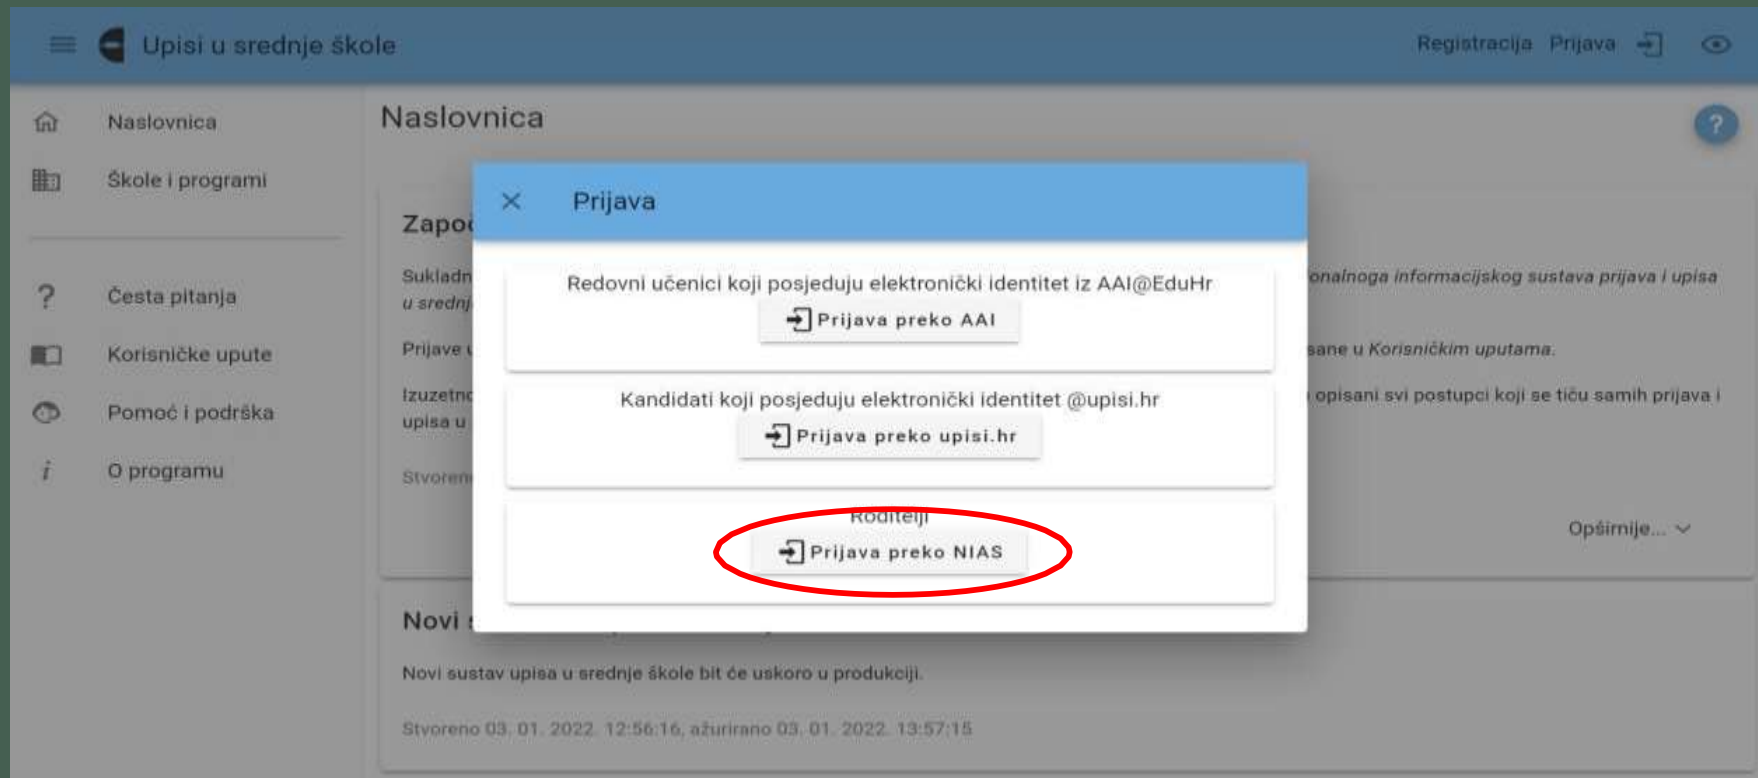 Upisi u srednje škole
Registracija Prijava
Naslovnica
Škole i programi
? Česta pitanja
Korisničke upute
Pomoć i podrška
i O programu
Naslovnica
?
Prijava
Redovni učenici koji posjeduju elektronički identitet iz AAI@EduHr
Prijava preko AAI
Kandidati koji posjeduju elektronički identitet @upisi.hr
Prijava preko upisi.hr
Roditelji
Prijava preko NIAS
Započ
Sukladn
onalnoga informacijskog sustava prijava i upisa
u srednj
Prijave u
sane u Korisničkim uputama.
Izuzetno
opisani svi postupci koji se tiču samih prijava i
upisa u
Stvoren
Opširnije...
Novi
Novi sustav upisa u srednje škole bit će uskoro u produkciji.
Stvoreno 03. 01. 2022. 12:56:16, ažurirano 03. 01. 2022. 13:57:15